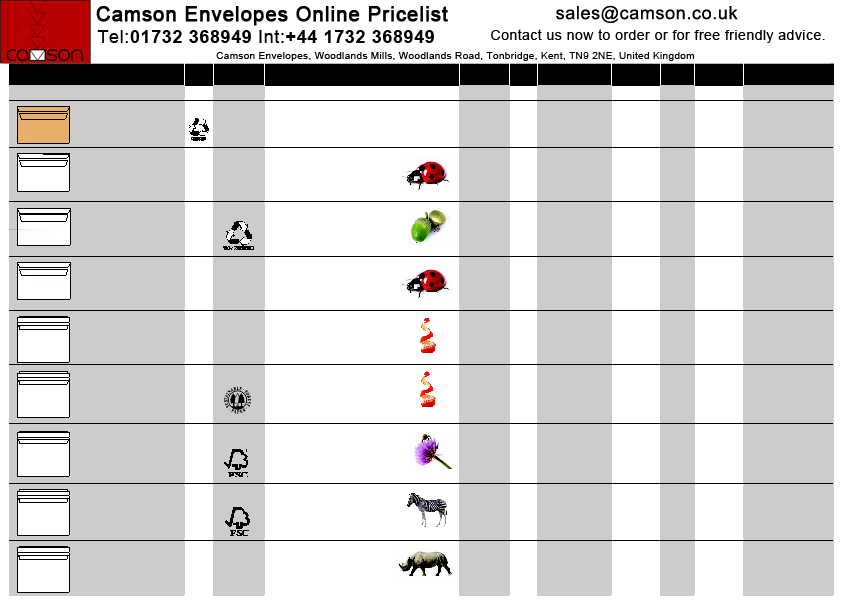 Camson Envelopes Online Pricelist
sales@camson.co.uk
Tel:01732 368949 Int:+44 1732 368949
Contact us now to order or for free friendly advice.
camson
Camson Envelopes, Woodlands Mills, Woodlands Road, Tonbridge, Kent, TN9 2NE, United Kingdom
FSC
FSC